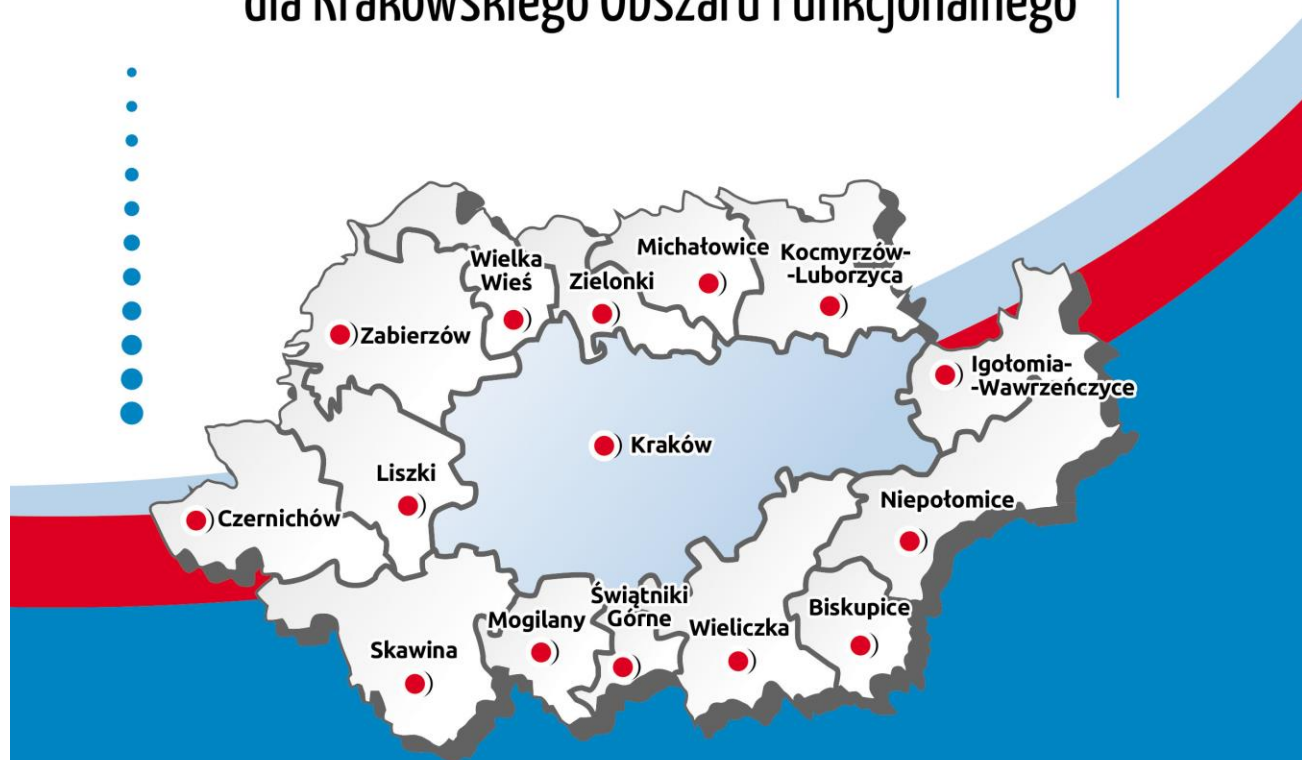 dla Krakowskiego Obszaru Funkcjonalnego
Michałowice
Kocmyrzów-
-Luborzyca
Wielka
Wieś
Zielonki
Zabierzów
Igołomia-
-Wawrzeńczyce
Kraków
Liszki
Niepołomice
Czernichów
Świątniki
Górne
Biskupice
Mogilany
Wieliczka
Skawina